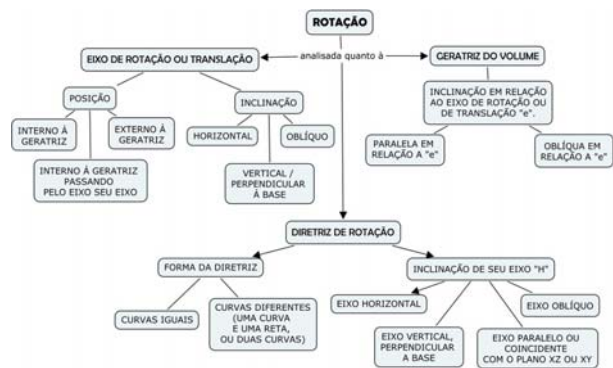 ROTAÇÃO
analisada quanto à
EIXO DE ROTAÇÃO OU TRANSLAÇÃO
GERATRIZ DO VOLUME
POSIÇÃO
INCLINAÇÃO
INTERNO À
GERATRIZ
EXTERNO À
GERATRIZ
INTERNO À GERATRIZ
PASSANDO
PELO EIXO SEU EIXO
HORIZONTAL
OBLÍQUO
VERTICAL /
PERPENDICULAR
À BASE
INCLINAÇÃO EM RELAÇÃO
AO EIXO DE ROTAÇÃO OU
DE TRANSLAÇÃO "e".
PARALELA EM
RELAÇÃO A "e"
OBLÍQUA EM
RELAÇÃO A "e"
DIRETRIZ DE ROTAÇÃO
FORMA DA DIRETRIZ
INCLINAÇÃO DE SEU EIXO "H"
CURVAS IGUAIS
CURVAS DIFERENTES
(UMA CURVA
E UMA RETA,
OU DUAS CURVAS)
EIXO HORIZONTAL
EIXO OBLÍQUO
EIXO VERTICAL,
PERPENDICULAR
A BASE
EIXO PARALELO OU
COINCIDENTE
COM O PLANO XZ OU XY